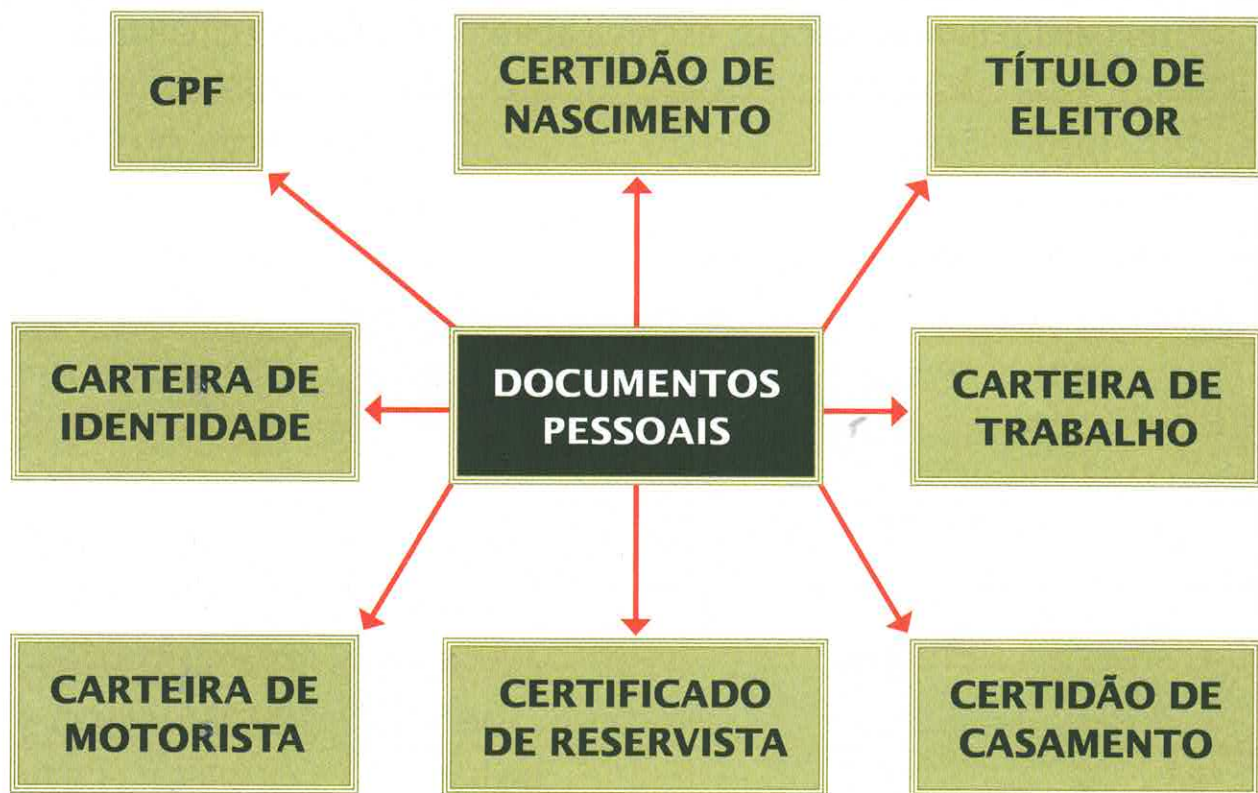 CPF
CERTIDÃO DE
NASCIMENTO
TÍTULO DE
ELEITOR
CARTEIRA DE
IDENTIDADE
DOCUMENTOS
PESSOAIS
CARTEIRA DE
TRABALHO
CARTEIRA DE
MOTORISTA
CERTIFICADO
DE RESERVISTA
CERTIDÃO DE
CASAMENTO